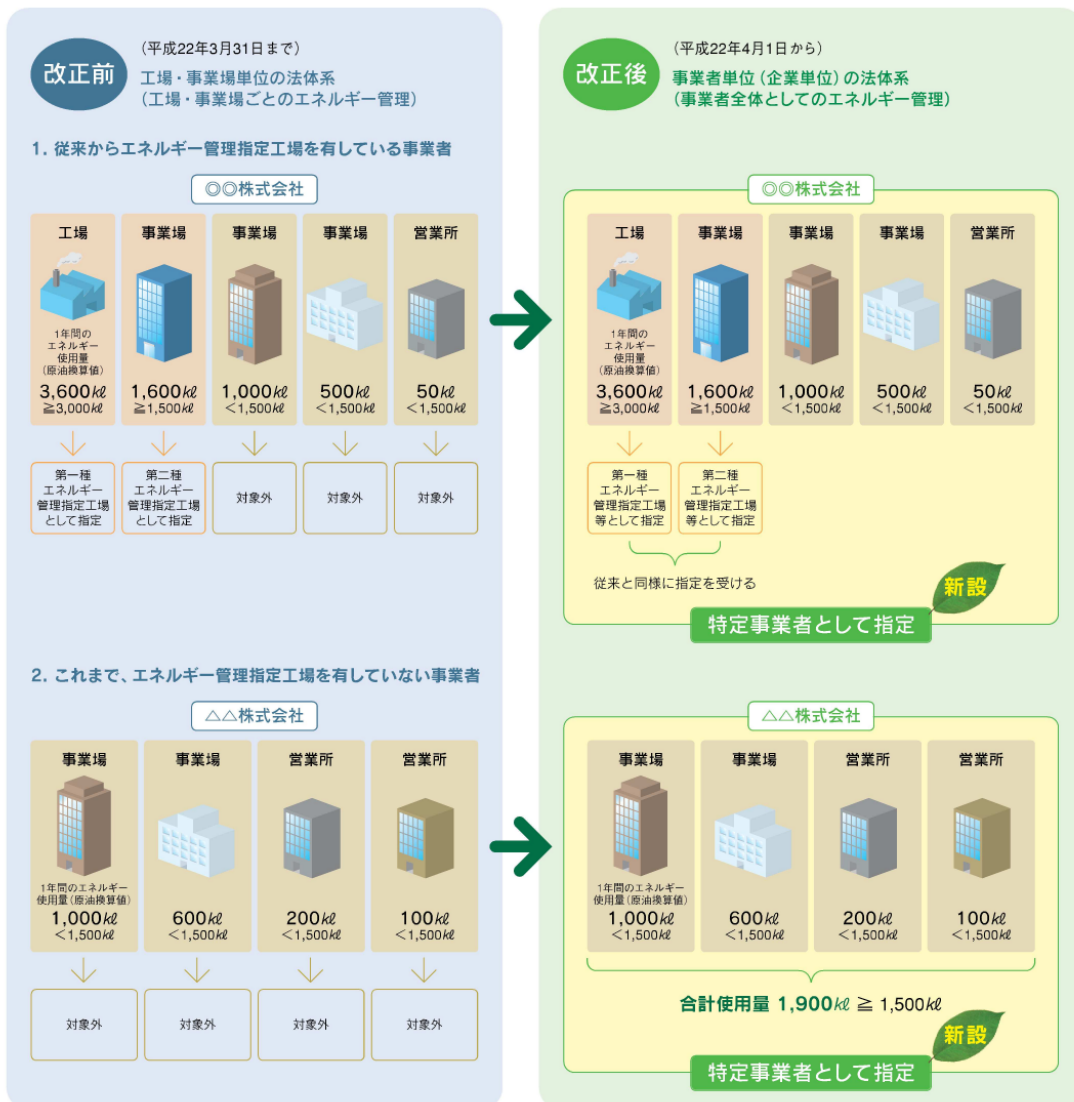 改正前
(平成22年3月31日まで)
工場・事業場単位の法体系
(工場・事業場ごとのエネルギー管理)
1. 従来からエネルギー管理指定工場を有している事業者
◎◎株式会社
工場
1年間の
エネルギー
使用量
(原油換算値)
3,600㎘
≧3,000㎘
第一種
エネルギー
管理指定工場
として指定
事業場
1,600㎘
≧1,500㎘
第二種
エネルギー
管理指定工場
として指定
事業場
1,000㎘
<1,500㎘
対象外
事業場
500㎘
<1,500㎘
対象外
営業所
50㎘
<1,500㎘
対象外
2. これまで、エネルギー管理指定工場を有していない事業者
△△株式会社
事業場
1年間のエネルギー
使用量(原油換算値)
1,000㎘
<1,500㎘
対象外
事業場
600㎘
<1,500㎘
対象外
営業所
200㎘
<1,500㎘
対象外
営業所
100㎘
<1,500㎘
対象外
改正後
(平成22年4月1日から)
事業者単位(企業単位)の法体系
(事業者全体としてのエネルギー管理)
◎◎株式会社
工場
1年間の
エネルギー
使用量
(原油換算値)
3,600㎘
≧3,000㎘
第一種
エネルギー
管理指定工場
等として指定
事業場
1,600㎘
≧1,500㎘
第二種
エネルギー
管理指定工場
等として指定
事業場
1,000㎘
<1,500㎘
事業場
500㎘
<1,500㎘
営業所
50㎘
<1,500㎘
従来と同様に指定を受ける
新設
特定事業者として指定
△△株式会社
事業場
1年間のエネルギー
使用量(原油換算値)
1,000㎘
<1,500㎘
事業場
600㎘
<1,500㎘
営業所
200㎘
<1,500㎘
営業所
100㎘
<1,500㎘
合計使用量 1,900㎘ ≧ 1,500㎘
新設
特定事業者として指定